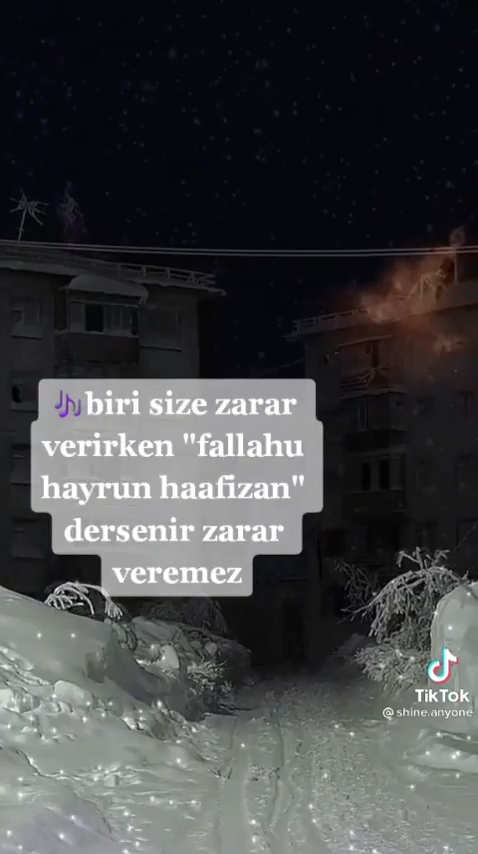 🎶biri size zarar
verirken "fallahu
hayrun haafizan"
dersenir zarar
veremez
TikTok
@shine.anyone